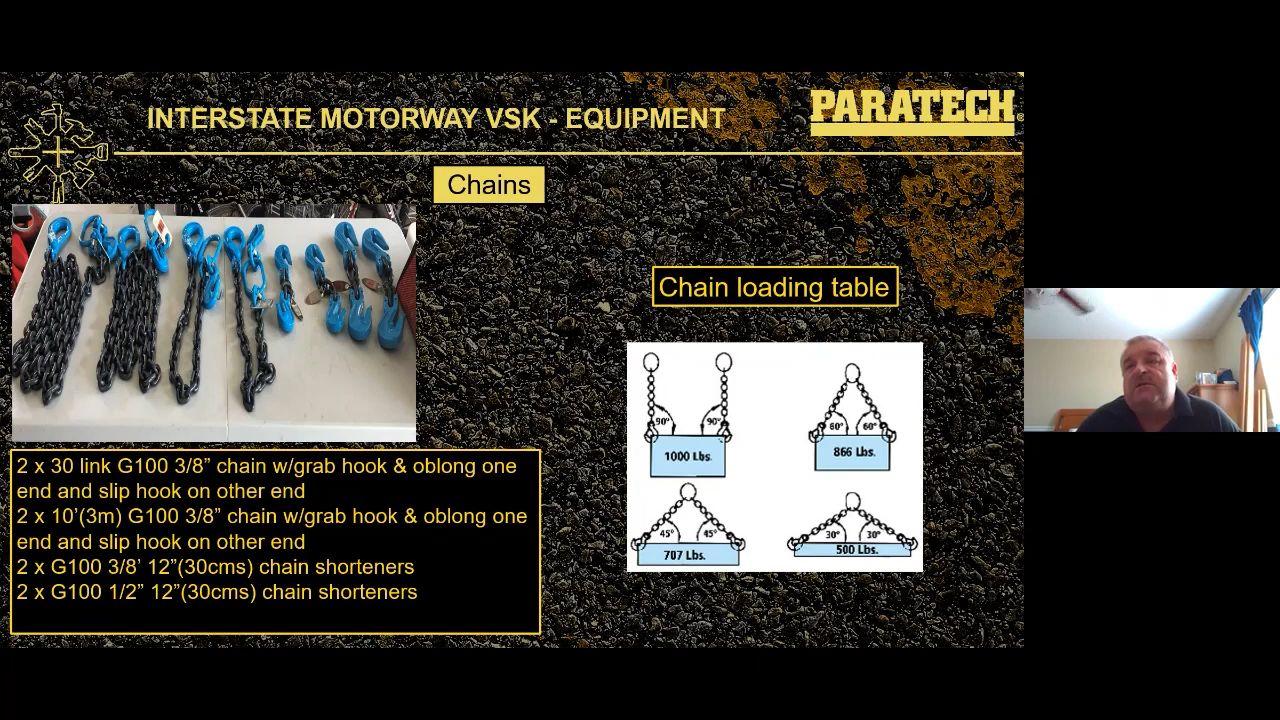 INTERSTATE MOTORWAY VSK - EQUIPMENT
PARATECH®
Chains
Chain loading table
90° 90°
1000 Lbs.
60° 60°
866 Lbs.
45° 45°
707 Lbs.
30° 30°
500 Lbs.
2 x 30 link G100 3/8” chain w/grab hook & oblong one
end and slip hook on other end
2 x 10’(3m) G100 3/8” chain w/grab hook & oblong one
end and slip hook on other end
2 x G100 3/8’ 12”(30cms) chain shorteners
2 x G100 1/2” 12”(30cms) chain shorteners